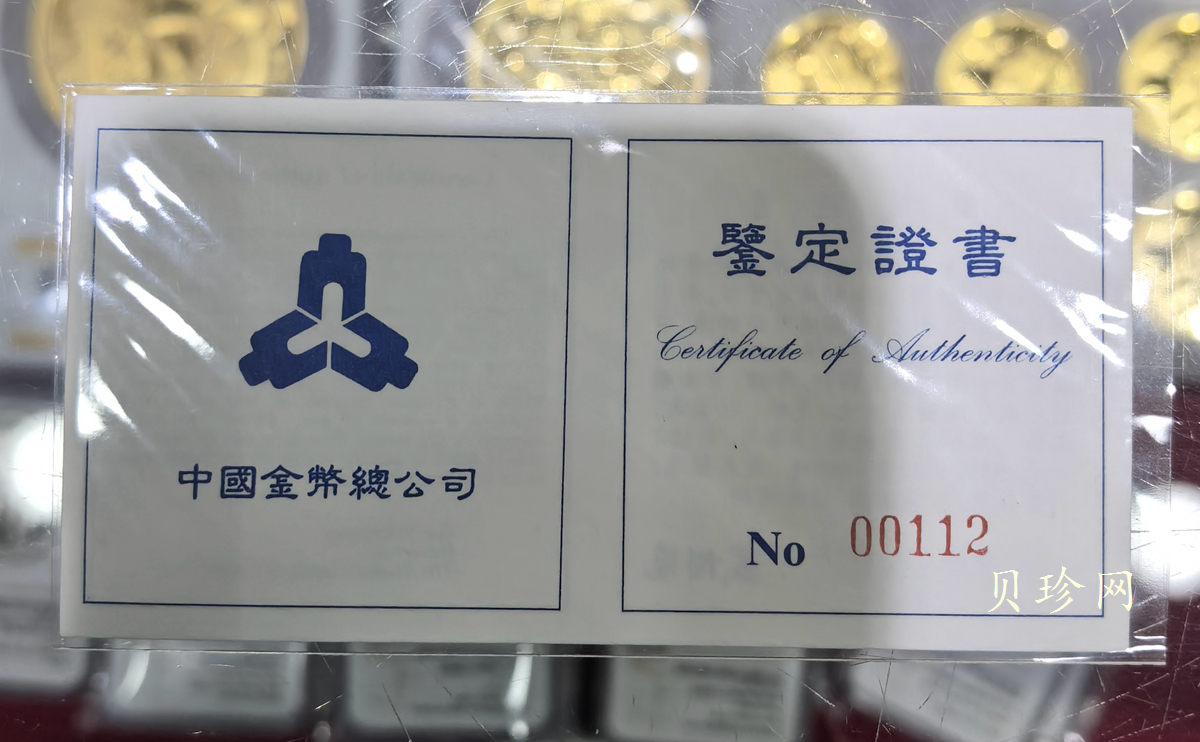 中國金幣總公司
鑒定證書
Certificate of Authenticity
No 00112
贝珍网